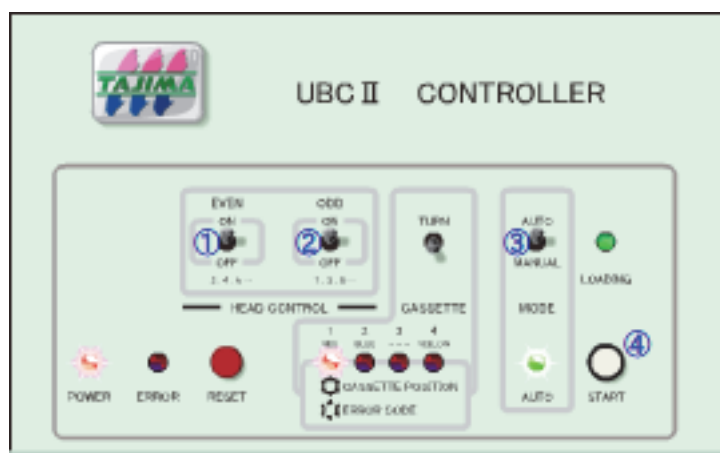 TAJIMA
UBC II CONTROLLER
EVEN ODD
ON ON TURN AUTO
① ② ③
OFF OFF MANUAL
2.4.6-- 1.3.5-- LOADING
HEAD CONTROL CASSETTE MODE
1 2 3 4
RED BLUE --- YELLOW
④
POWER ERROR RESET CASSETTE POSITION AUTO START
ERROR CODE